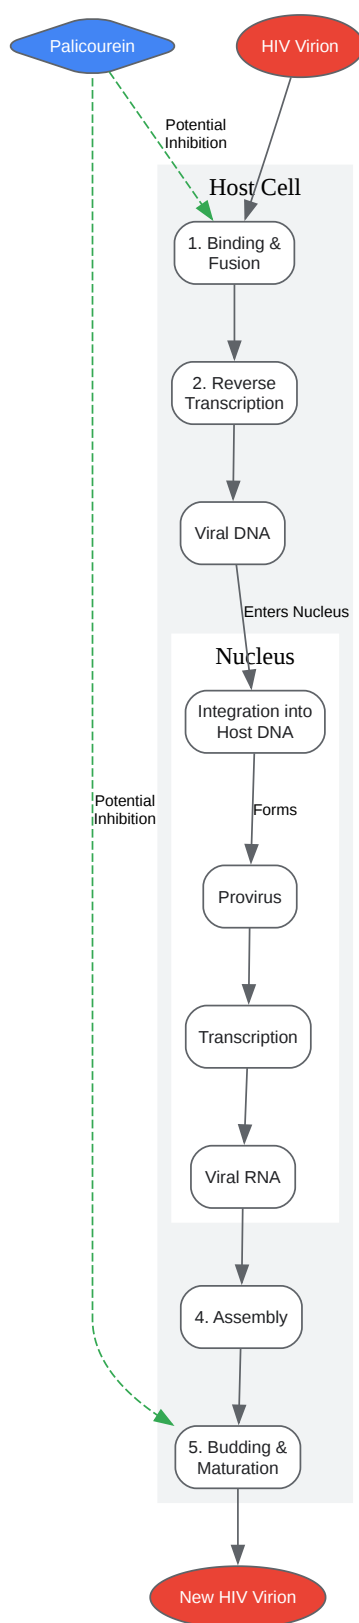 Palicourein
HIV Virion
Potential
Inhibition
Host Cell
1. Binding &
Fusion
2. Reverse
Transcription
Viral DNA
Enters Nucleus
Nucleus
Integration into
Host DNA
Potential
Inhibition
Forms
Provirus
Transcription
Viral RNA
4. Assembly
5. Budding &
Maturation
New HIV Virion